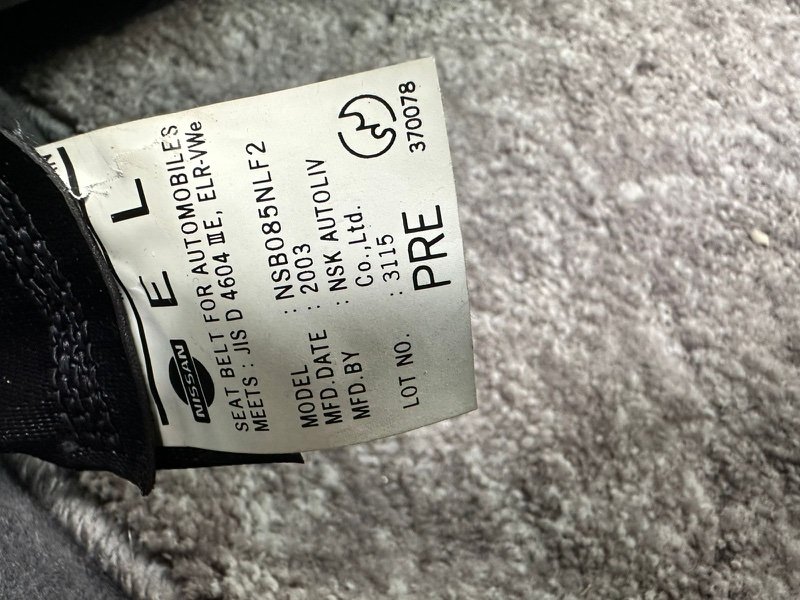 E L
NISSAN
SEAT BELT FOR AUTOMOBILES
MEETS : JIS D 4604 ⅢE, ELR-VWe
MODEL : NSB085NLF2
MFD.DATE : 2003
MFD.BY : NSK AUTOLIV
Co.,Ltd.
LOT NO. : 3115
PRE
370078